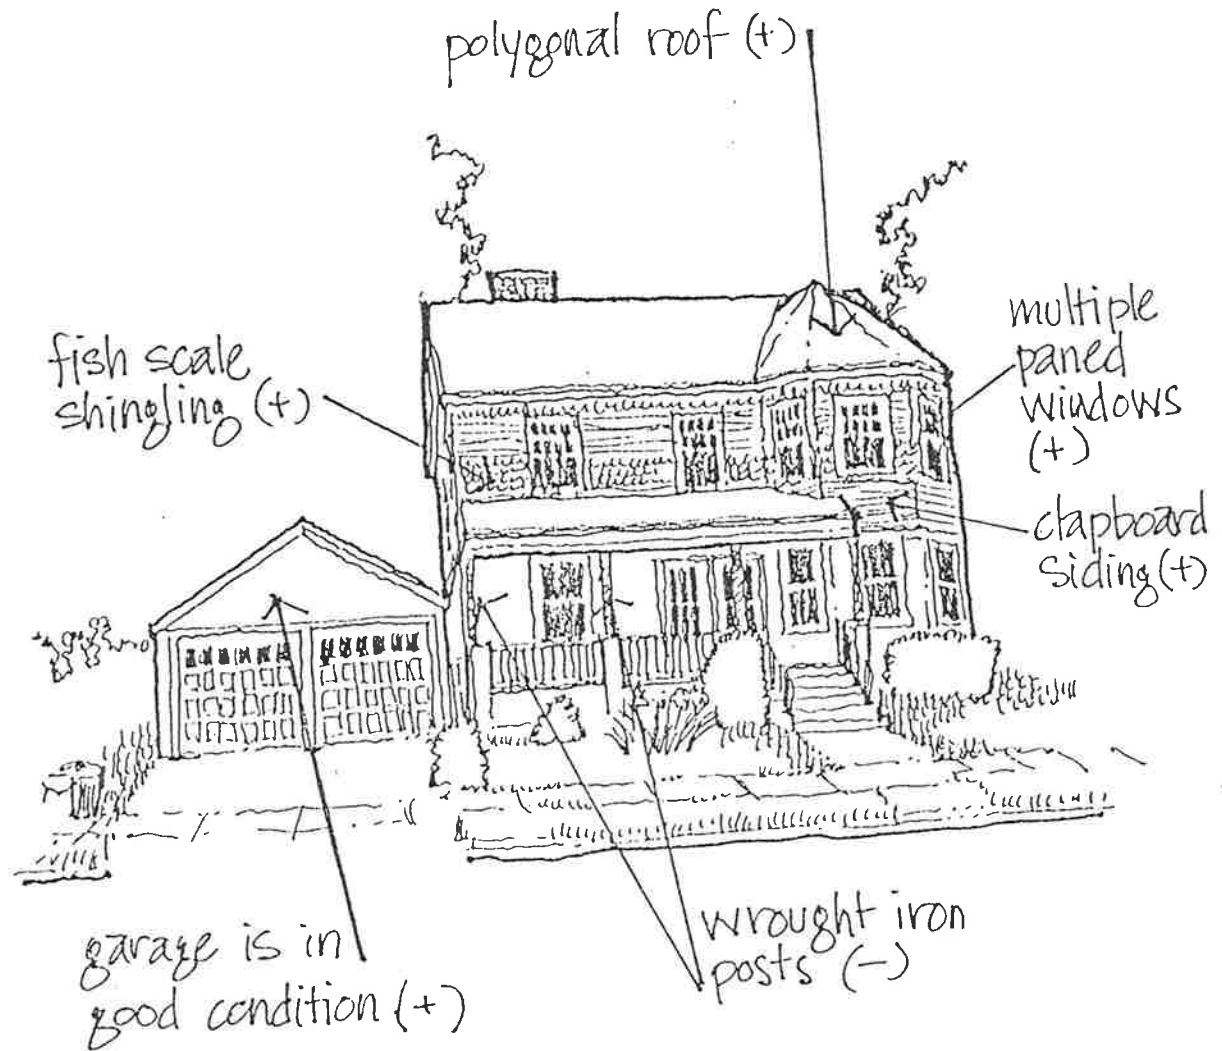 polygonal roof (+)
fish scale
shingling (+)
multiple
paned
windows
(+)
clapboard
siding (+)
garage is in
good condition (+)
wrought iron
posts (-)